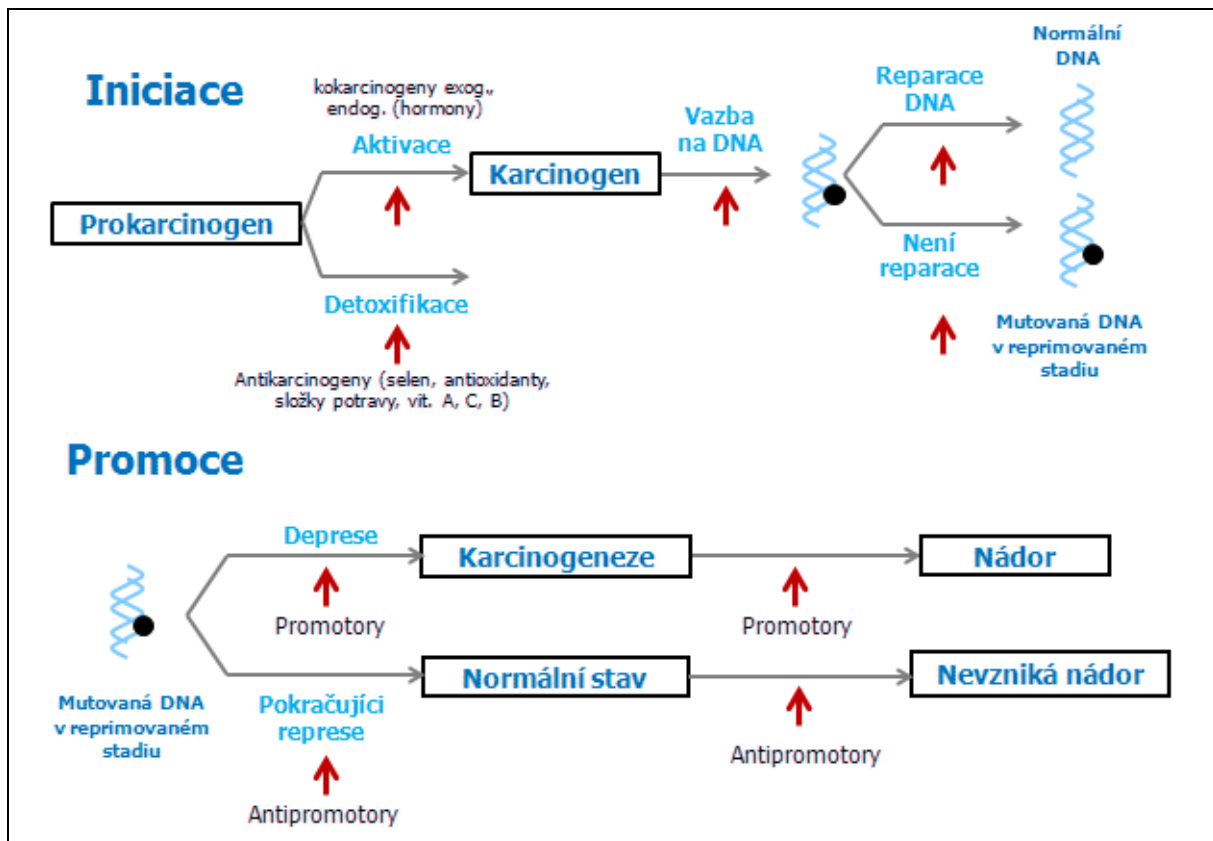 Iniciace
kokarcinogeny exog.,
endog. (hormony)
Aktivace
Prokarcinogen
Karcinogen
Detoxifikace
Antikarcinogeny (selen, antioxidanty,
složky potravy, vit. A, C, B)
Vazba
na DNA
Reparace
DNA
Normální
DNA
Není
reparace
Mutovaná DNA
v reprimovaném
stadiu
Promoce
Deprese
Promotory
Karcinogeneze
Promotory
Nádor
Mutovaná DNA
v reprimovaném
stadiu
Pokračující
represe
Antipromotory
Normální stav
Antipromotory
Nevzniká nádor